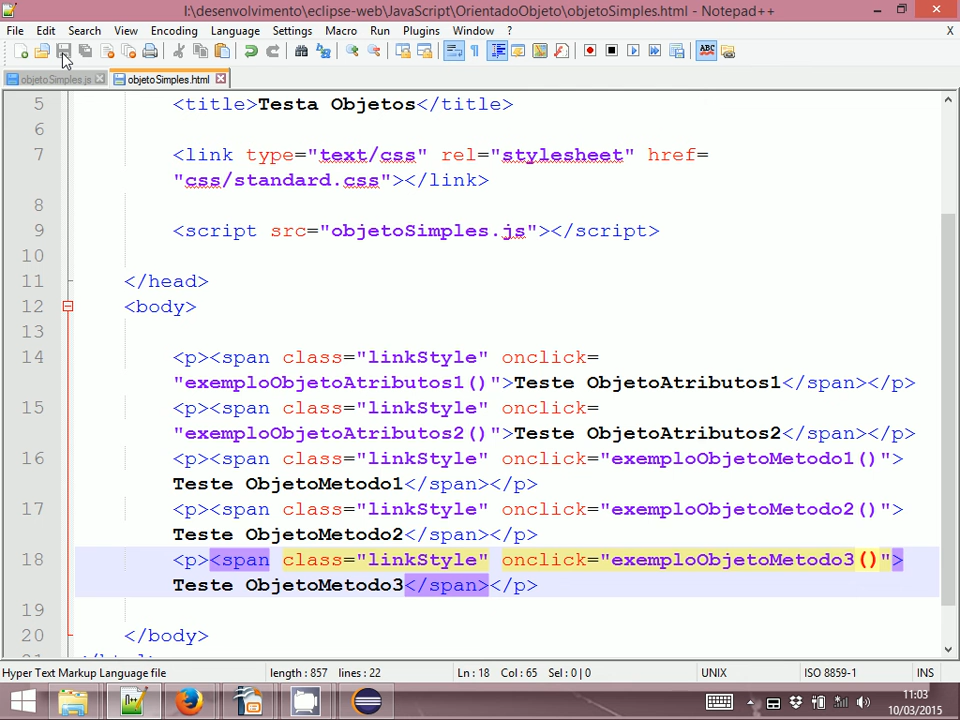 I:\desenvolvimento\eclipse-web\JavaScript\OrientadoObjeto\objetoSimples.html - Notepad++
File Edit Search View Encoding Language Settings Macro Run Plugins Window ? X
objetoSimples.js objetoSimples.html
5 <title>Testa Objetos</title>
6
7 <link type="text/css" rel="stylesheet" href=
"css/standard.css"></link>
8
9 <script src="objetoSimples.js"></script>
10
11 </head>
12 <body>
13
14 <p><span class="linkStyle" onclick=
"exemploObjetoAtributos1()">Teste ObjetoAtributos1</span></p>
15 <p><span class="linkStyle" onclick=
"exemploObjetoAtributos2()">Teste ObjetoAtributos2</span></p>
16 <p><span class="linkStyle" onclick="exemploObjetoMetodo1()">
Teste ObjetoMetodo1</span></p>
17 <p><span class="linkStyle" onclick="exemploObjetoMetodo2()">
Teste ObjetoMetodo2</span></p>
18 <p><span class="linkStyle" onclick="exemploObjetoMetodo3()">
Teste ObjetoMetodo3</span></p>
19
20 </body>
Hyper Text Markup Language file length : 857 lines : 22 Ln : 18 Col : 65 Sel : 0 | 0 UNIX ISO 8859-1 INS
11:03
10/03/2015